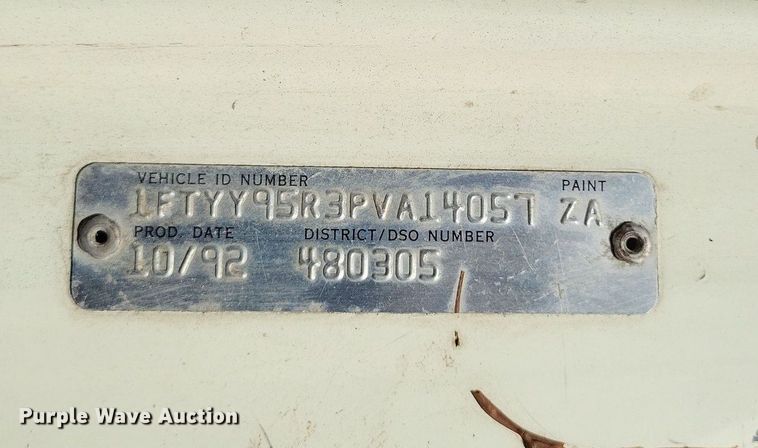 VEHICLE ID NUMBER PAINT
1FTYY95R3PVA14057 ZA
PROD. DATE DISTRICT/DSO NUMBER
10/92 480305
Purple Wave Auction